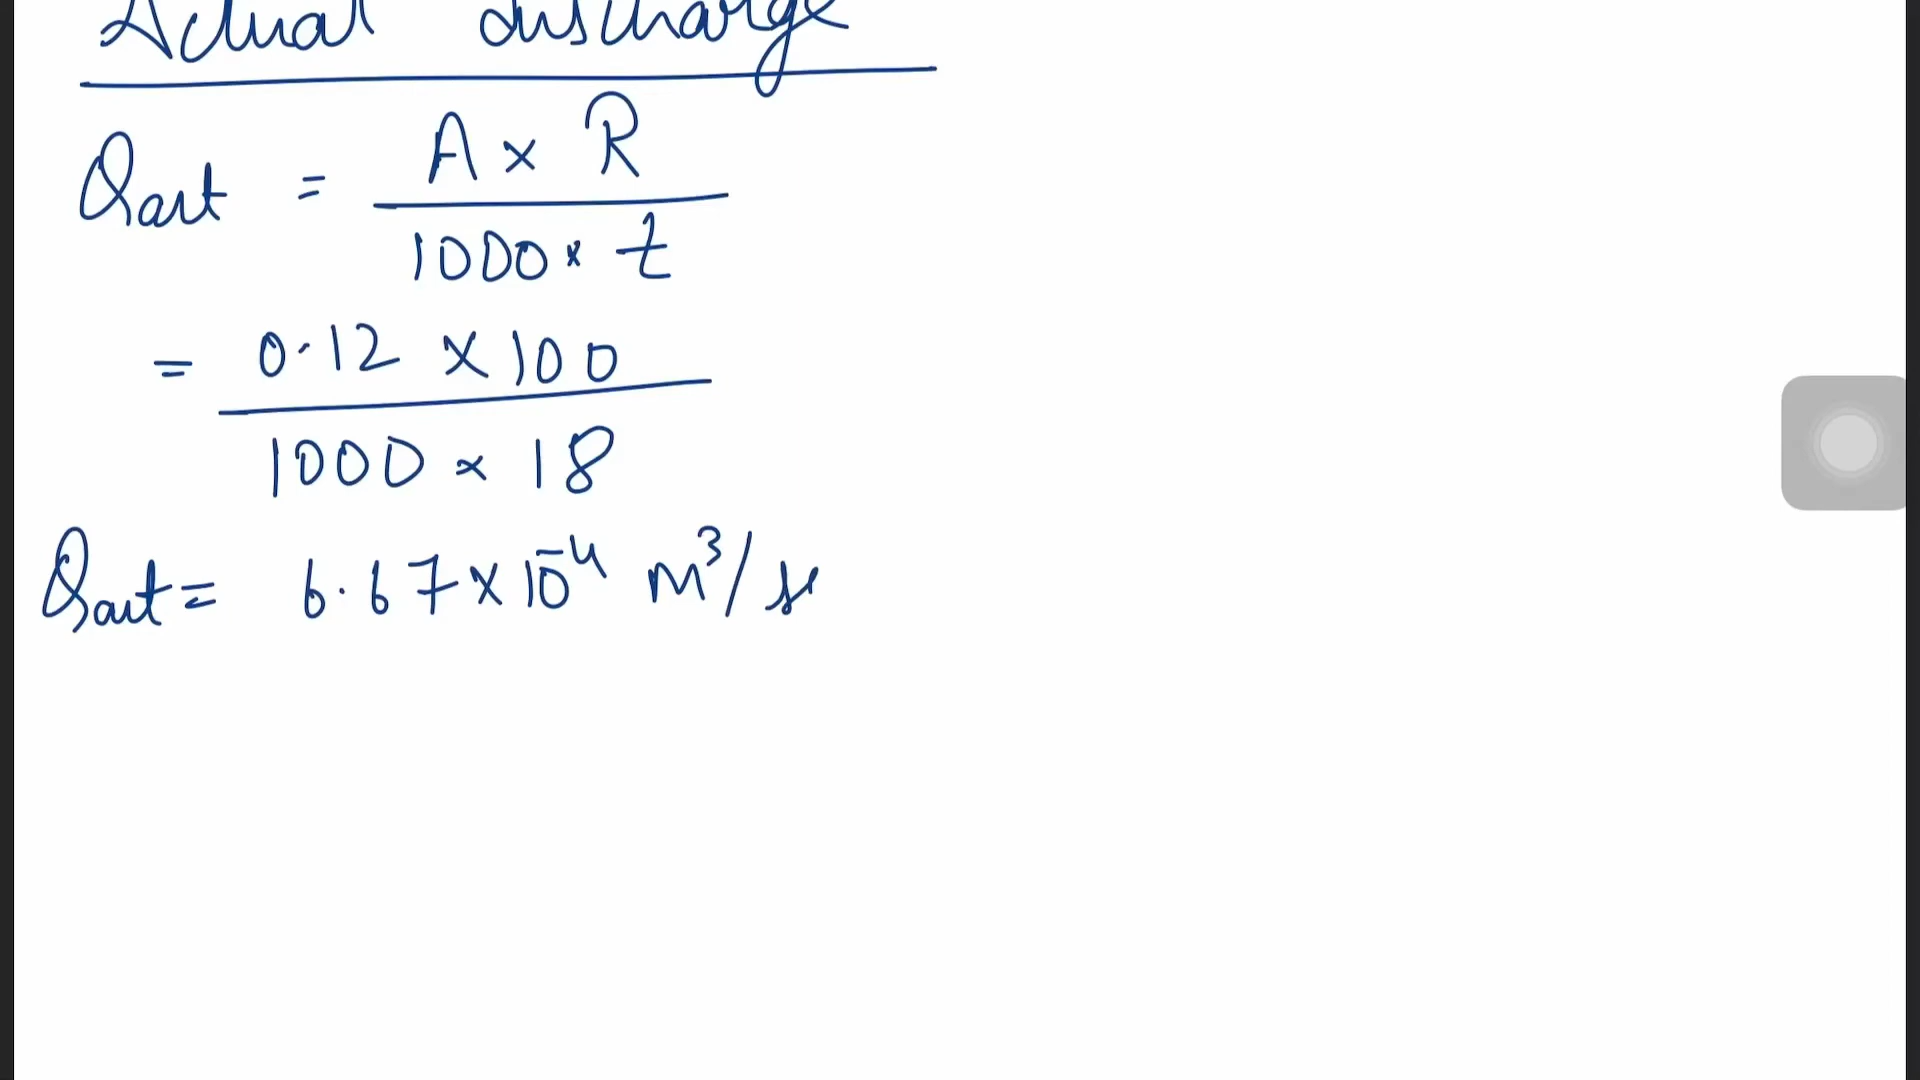 Actual discharge
Qact = A × R / 1000 × t
= 0.12 × 100 / 1000 × 18
Qact = 6.67 × 10⁻⁴ m³/s